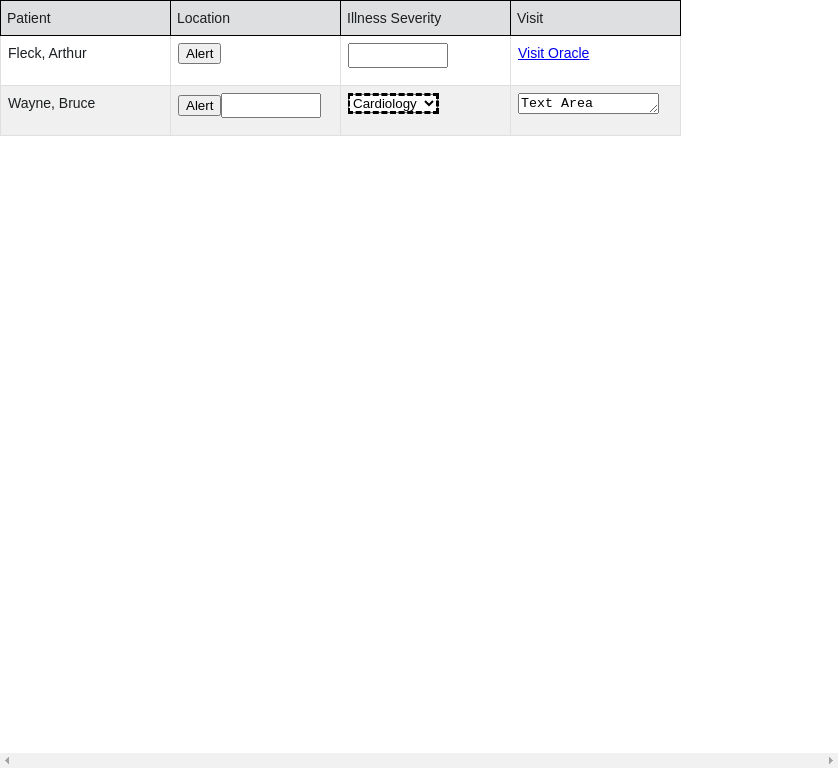 Patient Location Illness Severity Visit
Fleck, Arthur Alert Visit Oracle
Wayne, Bruce Alert Cardiology Text Area